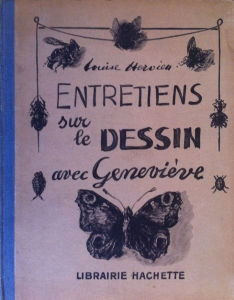 Louise Hervieu
ENTRETIENS
sur
le DESSIN
avec Geneviève
LIBRAIRIE HACHETTE